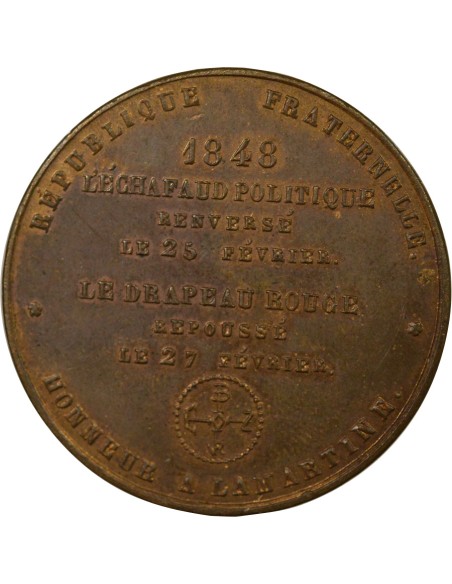 RÉPUBLIQUE FRATERNELLE.
1848
L'ÉCHAFAUD POLITIQUE
RENVERSÉ
LE 25 FÉVRIER.
LE DRAPEAU ROUGE
REPOUSSÉ
LE 27 FÉVRIER.
HONNEUR A LAMARTINE.